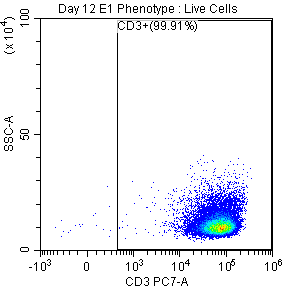 Day 12 E1 Phenotype : Live Cells
CD3+(99.91%)
(x 10⁴)
100
50
0
SSC-A
-10³ 0 10³ 10⁴ 10⁵ 10⁶
CD3 PC7-A